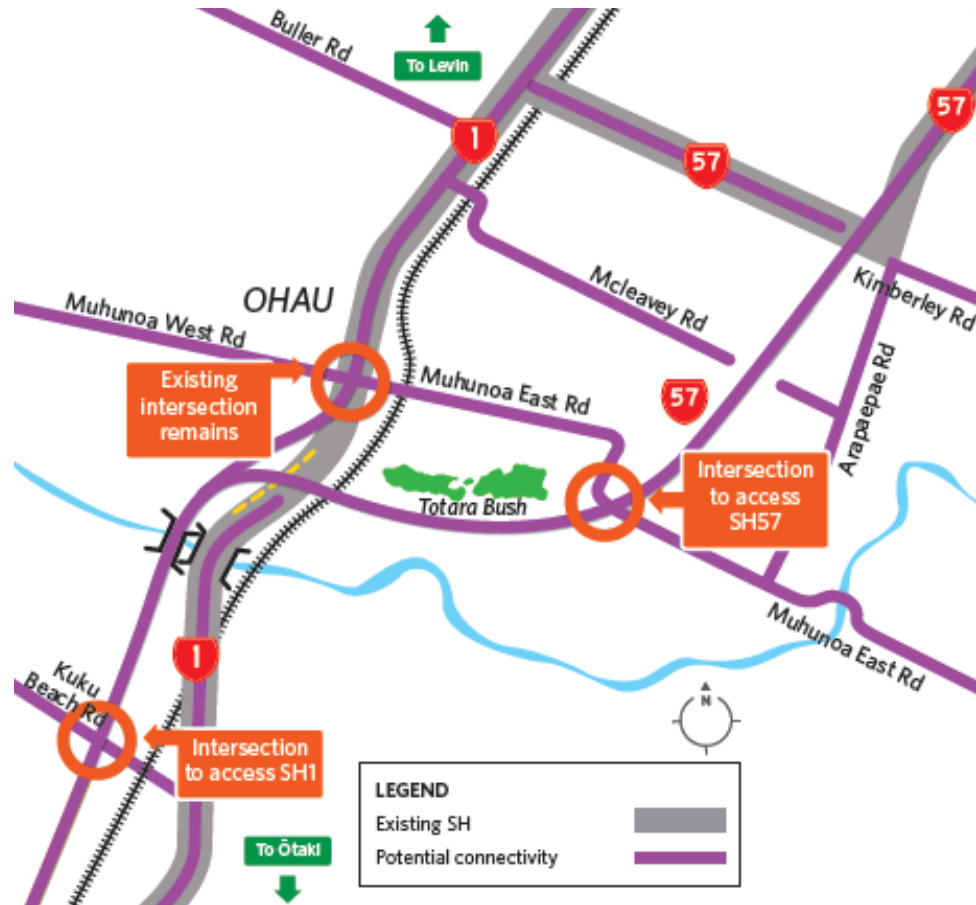 Buller Rd
To Levin
1
57
57
Mcleavey Rd
Kimberley Rd
OHAU
Muhunoa West Rd
Existing
intersection
remains
Muhunoa East Rd
57
Arapaepae Rd
Totara Bush
Intersection
to access
SH57
Muhunoa East Rd
1
Kuku
Beach Rd
Intersection
to access SH1
N
To Ōtaki
LEGEND
Existing SH
Potential connectivity